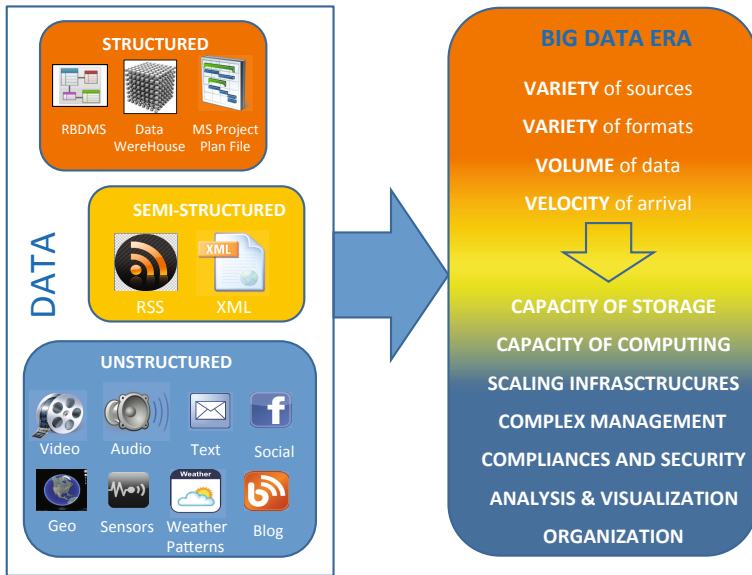 DATA
STRUCTURED
RBDMS
Data
WereHouse
MS Project
Plan File
SEMI-STRUCTURED
XML
RSS
XML
UNSTRUCTURED
Video
Audio
Text
Social
Weather
Geo
Sensors
Weather
Patterns
Blog
BIG DATA ERA
VARIETY of sources
VARIETY of formats
VOLUME of data
VELOCITY of arrival
CAPACITY OF STORAGE
CAPACITY OF COMPUTING
SCALING INFRASCTRUCURES
COMPLEX MANAGEMENT
COMPLIANCES AND SECURITY
ANALYSIS & VISUALIZATION
ORGANIZATION